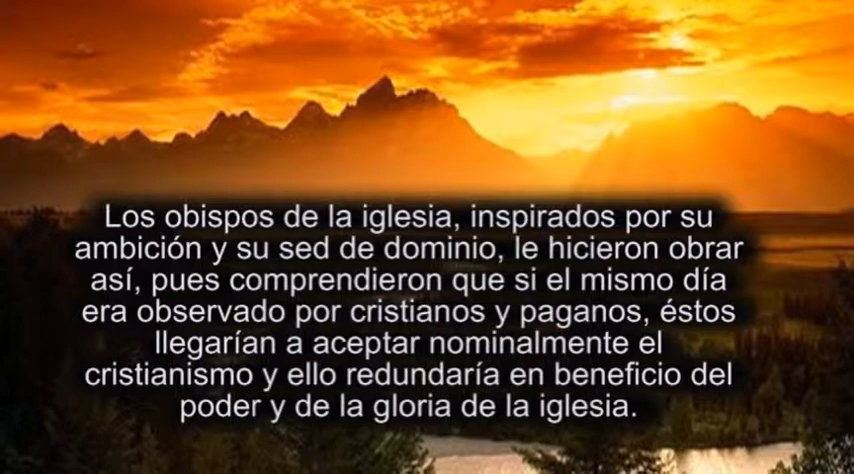 Los obispos de la iglesia, inspirados por su
ambición y su sed de dominio, le hicieron obrar
así, pues comprendieron que si el mismo día
era observado por cristianos y paganos, éstos
llegarían a aceptar nominalmente el
cristianismo y ello redundaría en beneficio del
poder y de la gloria de la iglesia.